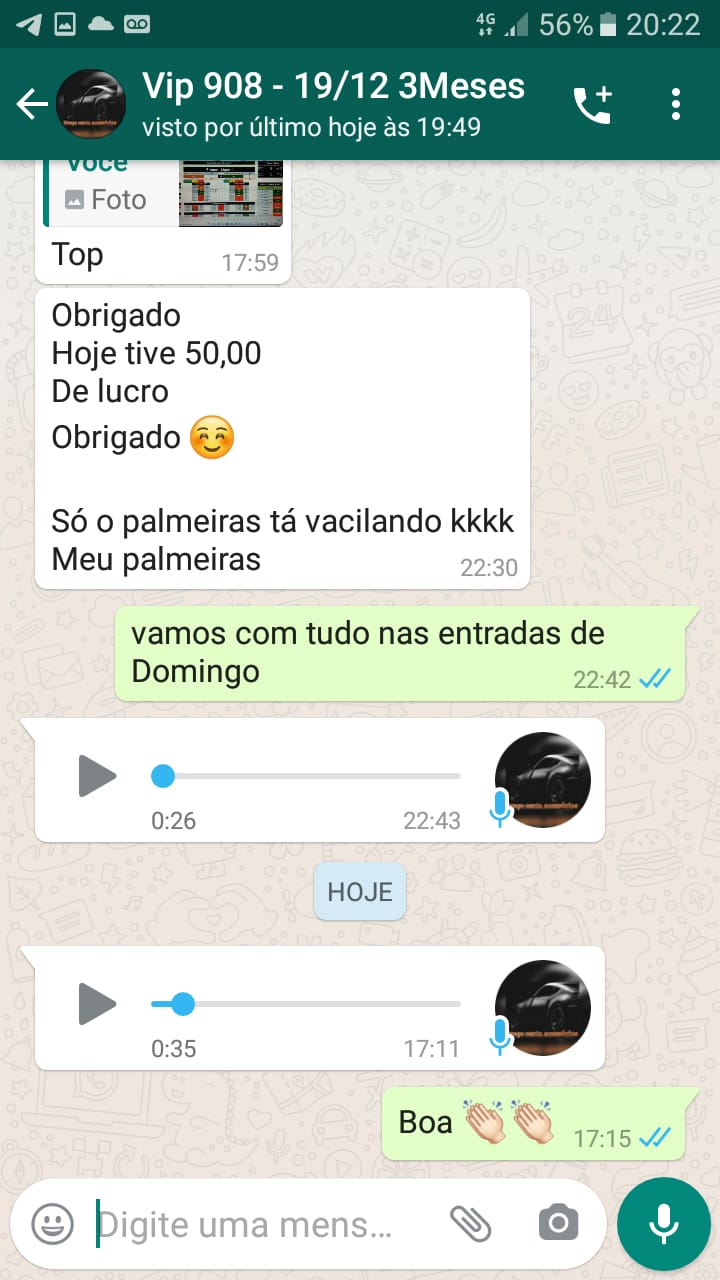 4G 56% 20:22
Vip 908 - 19/12 3Meses
visto por último hoje às 19:49
Você
Foto
Top 17:59
Obrigado
Hoje tive 50,00
De lucro
Obrigado ☺️
Só o palmeiras tá vacilando kkkk
Meu palmeiras 22:30
vamos com tudo nas entradas de
Domingo 22:42
0:26 22:43
HOJE
0:35 17:11
Boa 👏🏻👏🏻 17:15
Digite uma mens...